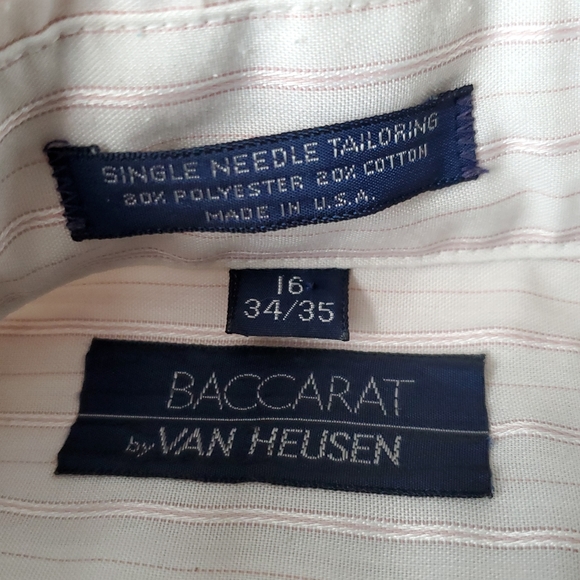 SINGLE NEEDLE TAILORING
80% POLYESTER 20% COTTON
MADE IN U.S.A.
16
34/35
BACCARAT
by VAN HEUSEN